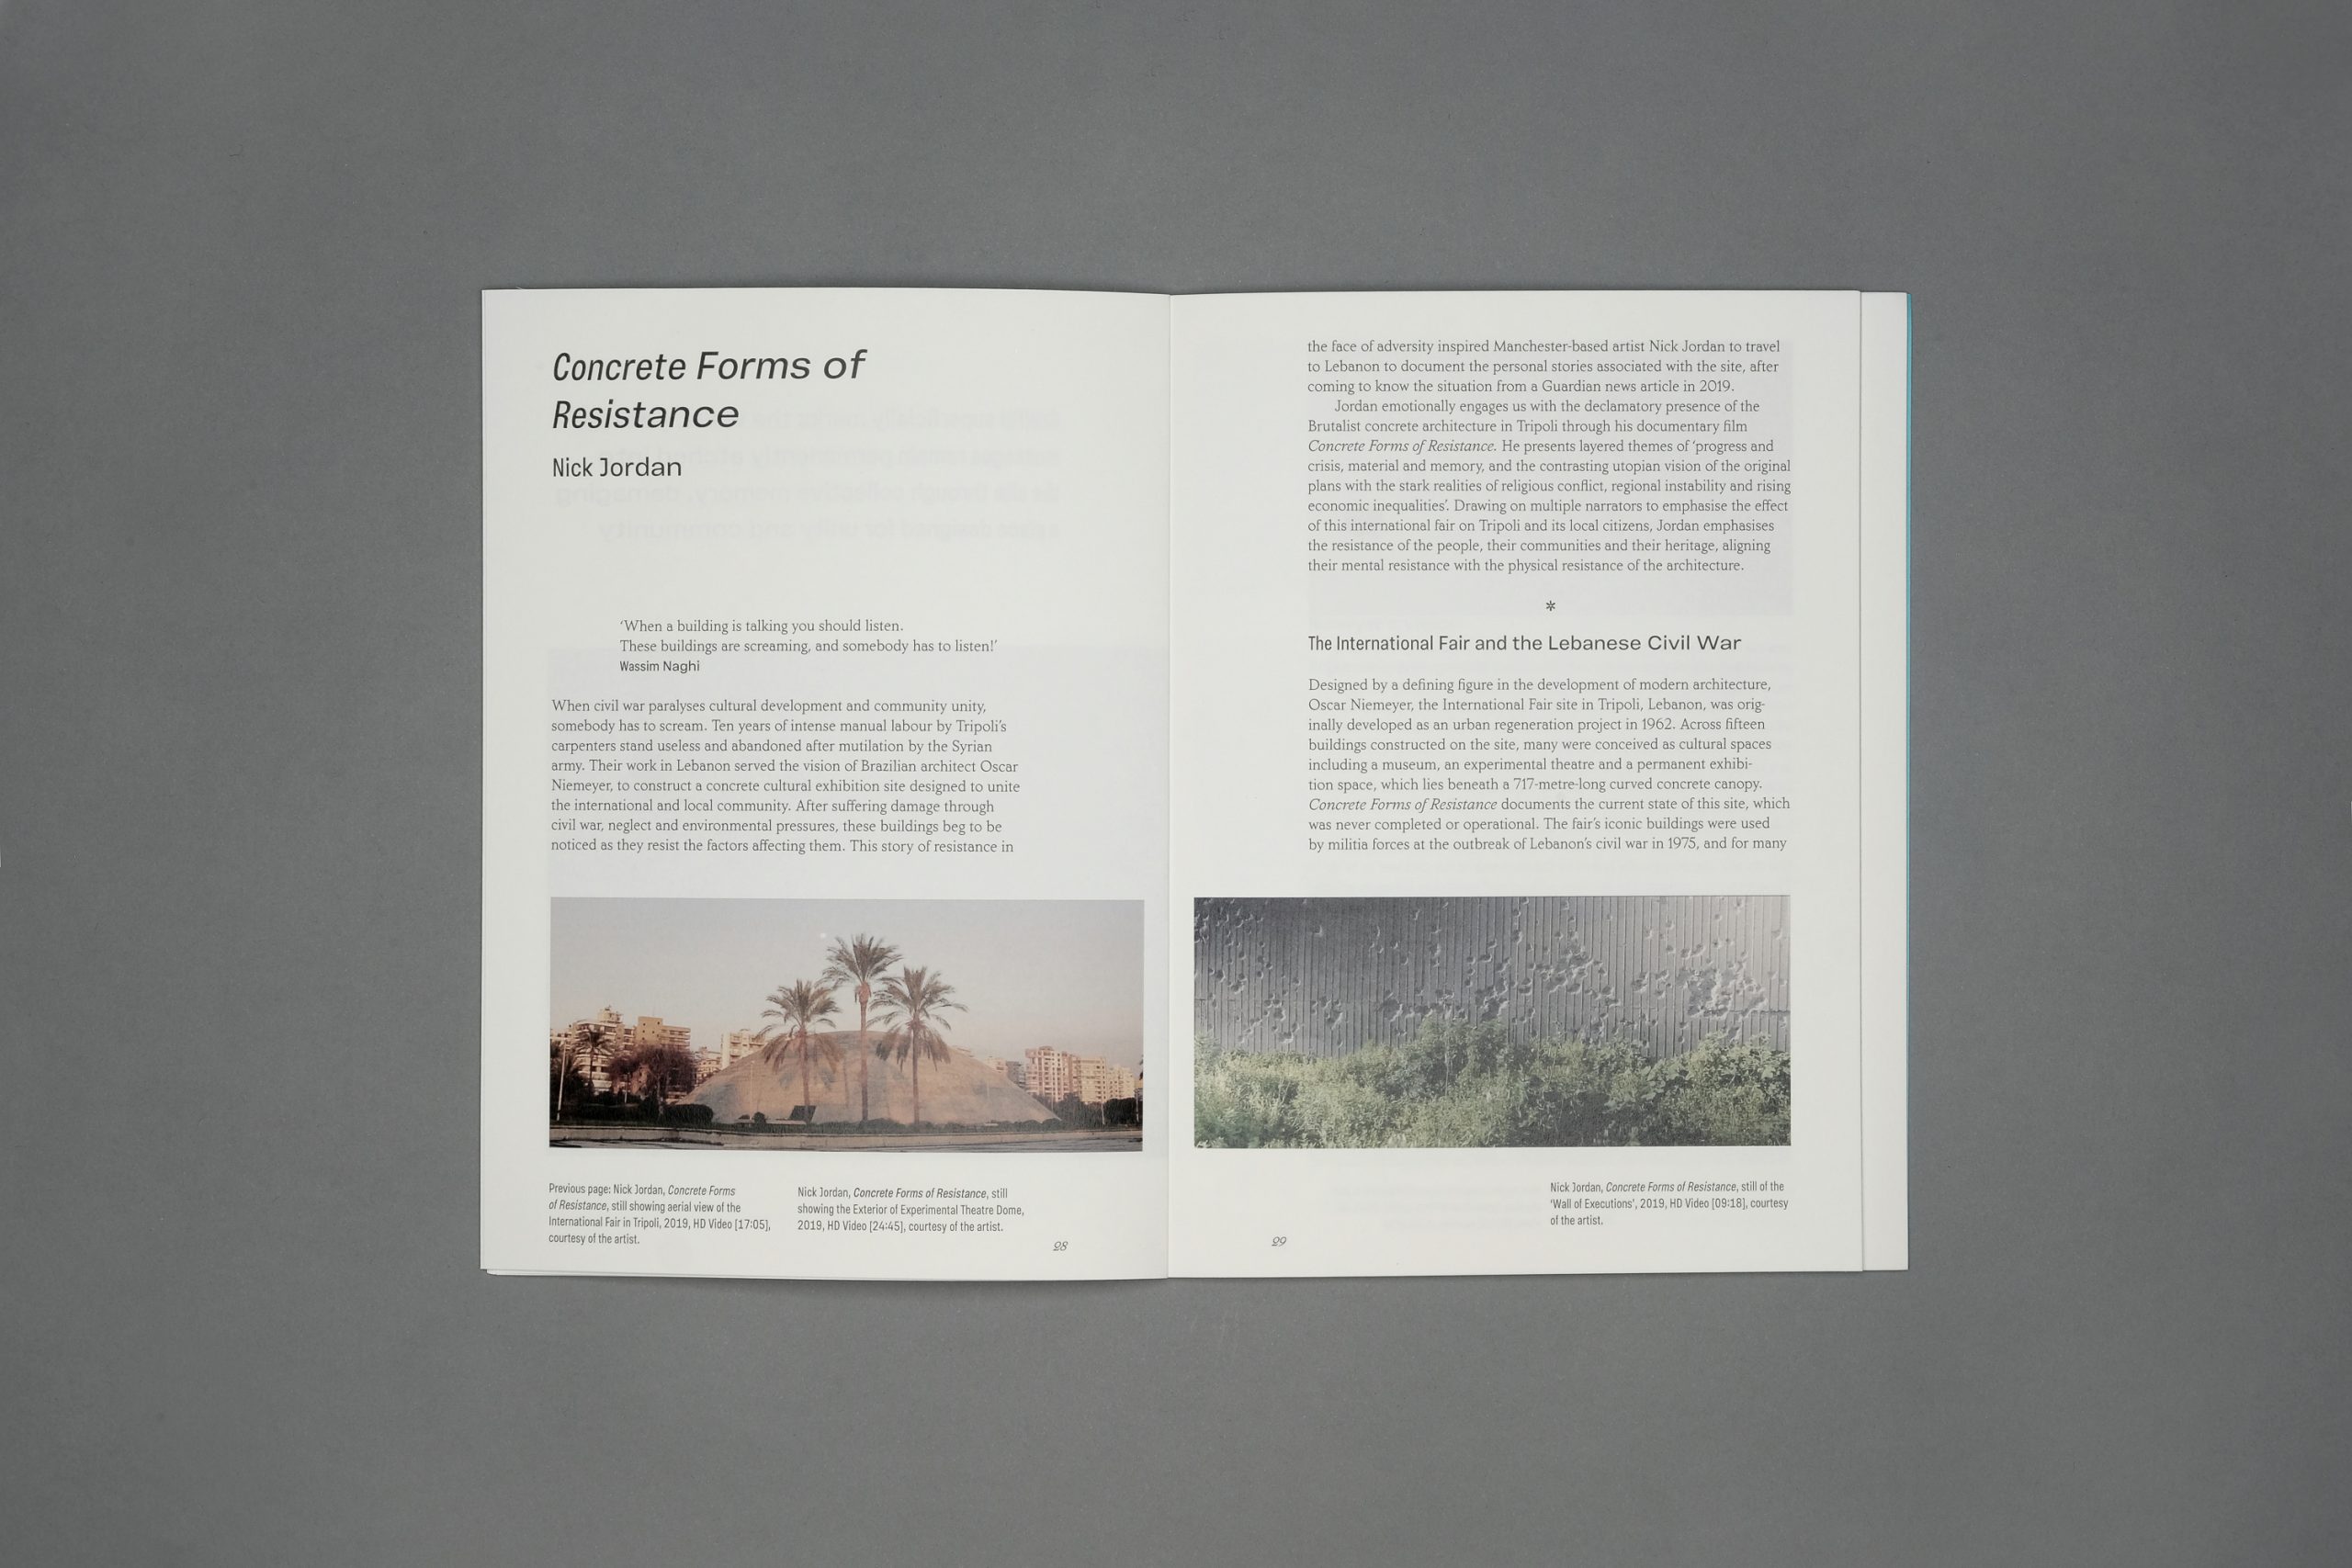 Concrete Forms of
Resistance
Nick Jordan
‘When a building is talking you should listen.
These buildings are screaming, and somebody has to listen!’
Wassim Naghi
When civil war paralyses cultural development and community unity,
somebody has to scream. Ten years of intense manual labour by Tripoli’s
carpenters stand useless and abandoned after mutilation by the Syrian
army. Their work in Lebanon served the vision of Brazilian architect Oscar
Niemeyer, to construct a concrete cultural exhibition site designed to unite
the international and local community. After suffering damage through
civil war, neglect and environmental pressures, these buildings beg to be
noticed as they resist the factors affecting them. This story of resistance in
Previous page: Nick Jordan, Concrete Forms
of Resistance, still showing aerial view of the
International Fair in Tripoli, 2019, HD Video [17:05],
courtesy of the artist.
Nick Jordan, Concrete Forms of Resistance, still
showing the Exterior of Experimental Theatre Dome,
2019, HD Video [24:45], courtesy of the artist.
28
the face of adversity inspired Manchester-based artist Nick Jordan to travel
to Lebanon to document the personal stories associated with the site, after
coming to know the situation from a Guardian news article in 2019.
Jordan emotionally engages us with the declamatory presence of the
Brutalist concrete architecture in Tripoli through his documentary film
Concrete Forms of Resistance. He presents layered themes of ‘progress and
crisis, material and memory, and the contrasting utopian vision of the original
plans with the stark realities of religious conflict, regional instability and rising
economic inequalities’. Drawing on multiple narrators to emphasise the effect
of this international fair on Tripoli and its local citizens, Jordan emphasises
the resistance of the people, their communities and their heritage, aligning
their mental resistance with the physical resistance of the architecture.
*
The International Fair and the Lebanese Civil War
Designed by a defining figure in the development of modern architecture,
Oscar Niemeyer, the International Fair site in Tripoli, Lebanon, was orig-
inally developed as an urban regeneration project in 1962. Across fifteen
buildings constructed on the site, many were conceived as cultural spaces
including a museum, an experimental theatre and a permanent exhibi-
tion space, which lies beneath a 717-metre-long curved concrete canopy.
Concrete Forms of Resistance documents the current state of this site, which
was never completed or operational. The fair’s iconic buildings were used
by militia forces at the outbreak of Lebanon’s civil war in 1975, and for many
Nick Jordan, Concrete Forms of Resistance, still of the
‘Wall of Executions’, 2019, HD Video [09:18], courtesy
of the artist.
29